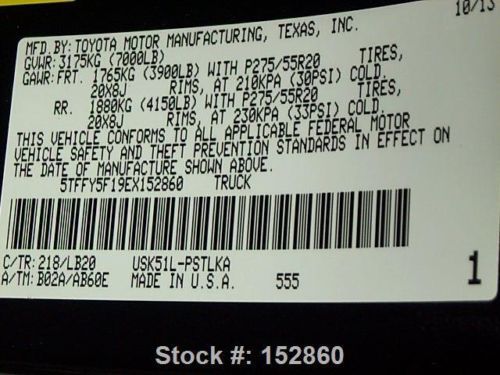 10/13
MFD. BY: TOYOTA MOTOR MANUFACTURING, TEXAS, INC.
GVWR: 3175KG (7000LB)
GAWR: FRT. 1765KG (3900LB) WITH P275/55R20 TIRES,
20X8J RIMS, AT 210KPA (30PSI) COLD.
RR. 1880KG (4150LB) WITH P275/55R20 TIRES,
20X8J RIMS, AT 230KPA (33PSI) COLD.
THIS VEHICLE CONFORMS TO ALL APPLICABLE FEDERAL MOTOR
VEHICLE SAFETY AND THEFT PREVENTION STANDARDS IN EFFECT ON
THE DATE OF MANUFACTURE SHOWN ABOVE.
5TFFY5F19EX152860 TRUCK
C/TR: 218/LB20 USK51L-PSTLKA
A/TM: B02A/AB60E MADE IN U.S.A. 555
1
Stock #: 152860